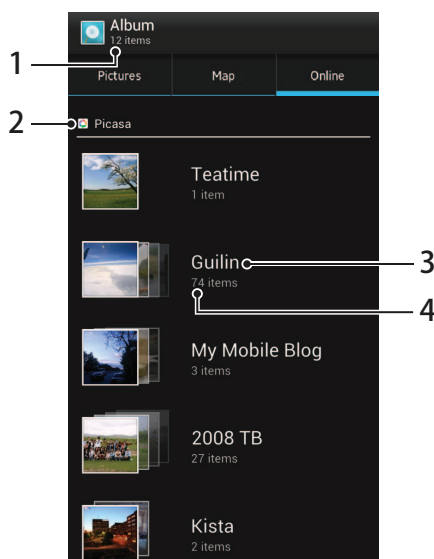 Album
12 items
1
Pictures Map Online
2
Picasa
Teatime
1 item
Guilin
3
74 items
4
My Mobile Blog
3 items
2008 TB
27 items
Kista
2 items